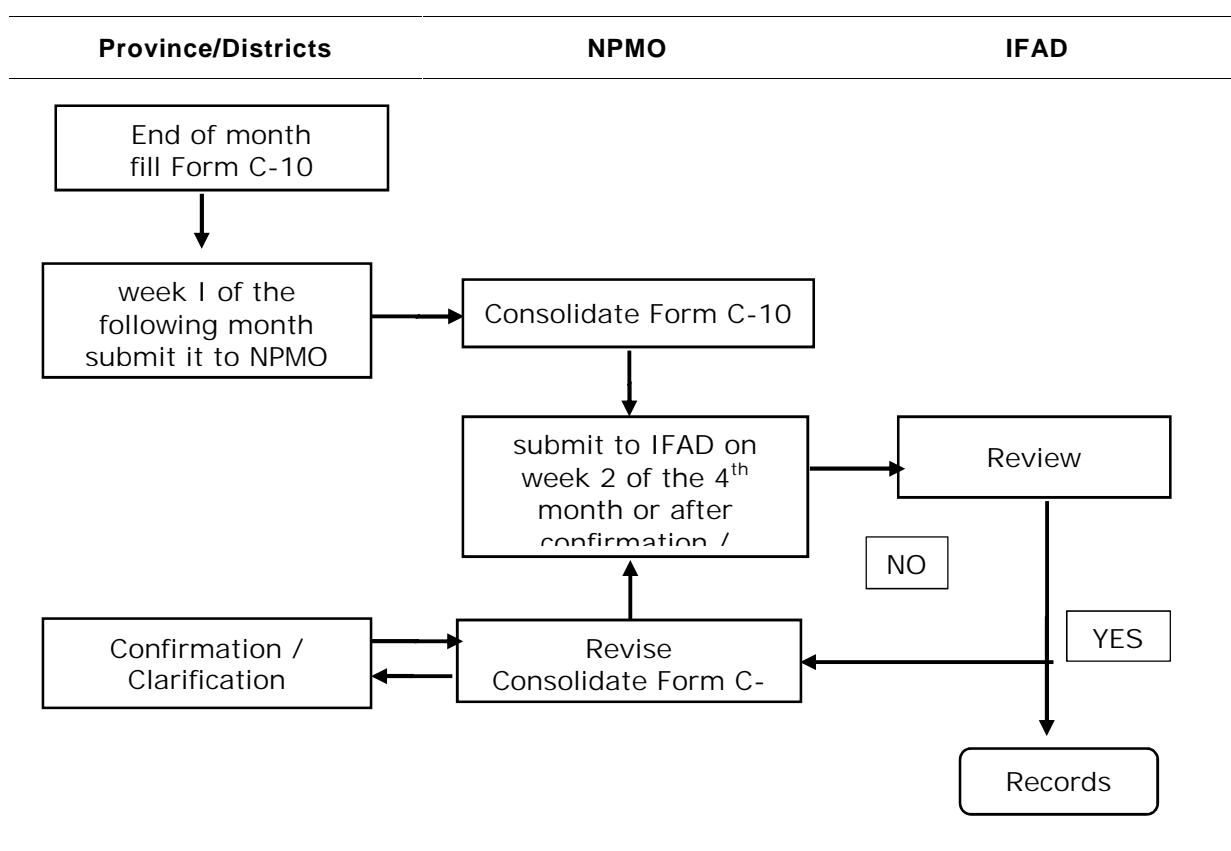 Province/Districts NPMO IFAD
End of month
fill Form C-10
week I of the
following month
submit it to NPMO
Consolidate Form C-10
submit to IFAD on
week 2 of the 4th
month or after
confirmation /
Review
NO
YES
Confirmation /
Clarification
Revise
Consolidate Form C-
Records